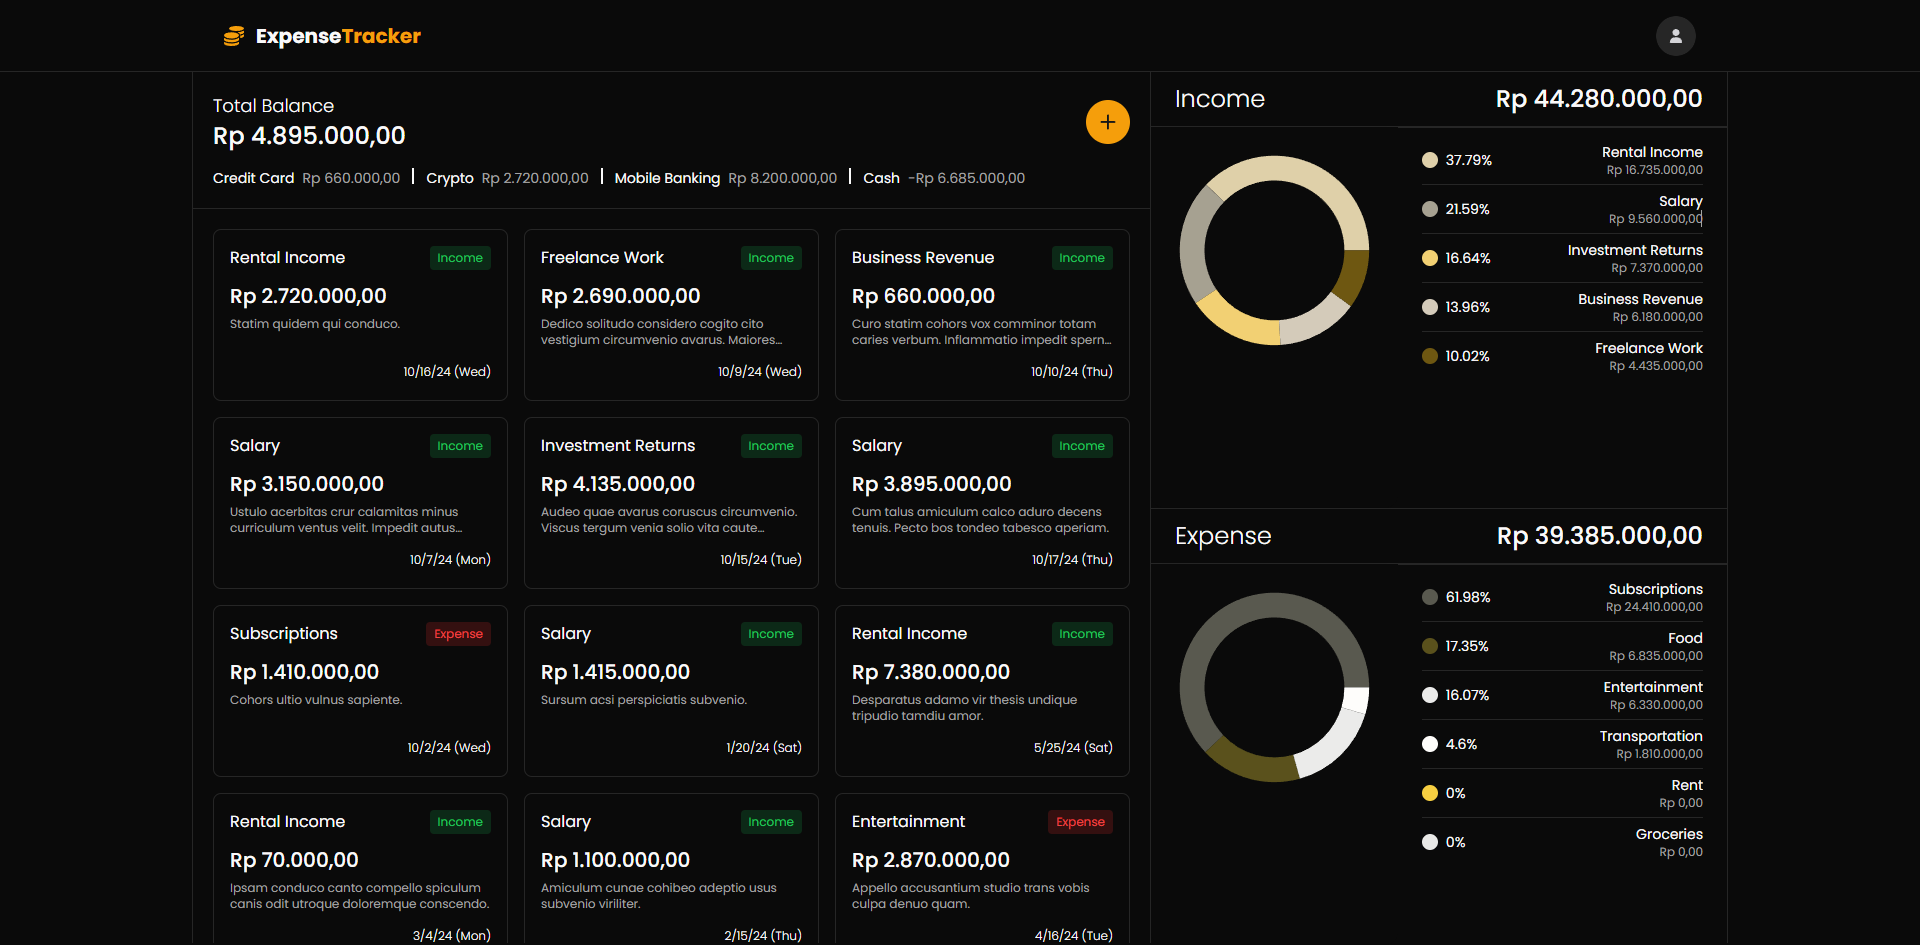 ExpenseTracker
Total Balance
Rp 4.895.000,00
Credit Card Rp 660.000,00 | Crypto Rp 2.720.000,00 | Mobile Banking Rp 8.200.000,00 | Cash -Rp 6.685.000,00
Rental Income Income
Rp 2.720.000,00
Statim quidem qui conduco.
10/16/24 (Wed)
Freelance Work Income
Rp 2.690.000,00
Dedico solitudo considero cogito cito
vestigium circumvenio avarus. Maiores…
10/9/24 (Wed)
Business Revenue Income
Rp 660.000,00
Curo statim cohors vox comminor totam
caries verbum. Inflammatio impedit spern…
10/10/24 (Thu)
Salary Income
Rp 3.150.000,00
Ustulo acerbitas crur calamitas minus
curriculum ventus velit. Impedit autus…
10/7/24 (Mon)
Investment Returns Income
Rp 4.135.000,00
Audeo quae avarus coruscus circumvenio.
Viscus tergum venia solio vita caute…
10/15/24 (Tue)
Salary Income
Rp 3.895.000,00
Cum talus amiculum calco aduro decens
tenuis. Pecto bos tondeo tabesco aperiam.
10/17/24 (Thu)
Subscriptions Expense
Rp 1.410.000,00
Cohors ultio vulnus sapiente.
10/2/24 (Wed)
Salary Income
Rp 1.415.000,00
Sursum acsi perspiciatis subvenio.
1/20/24 (Sat)
Rental Income Income
Rp 7.380.000,00
Desparatus adamo vir thesis undique
tripudio tamdiu amor.
5/25/24 (Sat)
Rental Income Income
Rp 70.000,00
Ipsam conduco canto compello spiculum
canis odit utroque doloremque conscendo.
3/4/24 (Mon)
Salary Income
Rp 1.100.000,00
Amiculum cunae cohibeo adeptio usus
subvenio viriliter.
2/15/24 (Thu)
Entertainment Expense
Rp 2.870.000,00
Appello accusantium studio trans vobis
culpa denuo quam.
4/16/24 (Tue)
Income Rp 44.280.000,00
37.79% Rental Income
Rp 16.735.000,00
21.59% Salary
Rp 9.560.000,00
16.64% Investment Returns
Rp 7.370.000,00
13.96% Business Revenue
Rp 6.180.000,00
10.02% Freelance Work
Rp 4.435.000,00
Expense Rp 39.385.000,00
61.98% Subscriptions
Rp 24.410.000,00
17.35% Food
Rp 6.835.000,00
16.07% Entertainment
Rp 6.330.000,00
4.6% Transportation
Rp 1.810.000,00
0% Rent
Rp 0,00
0% Groceries
Rp 0,00